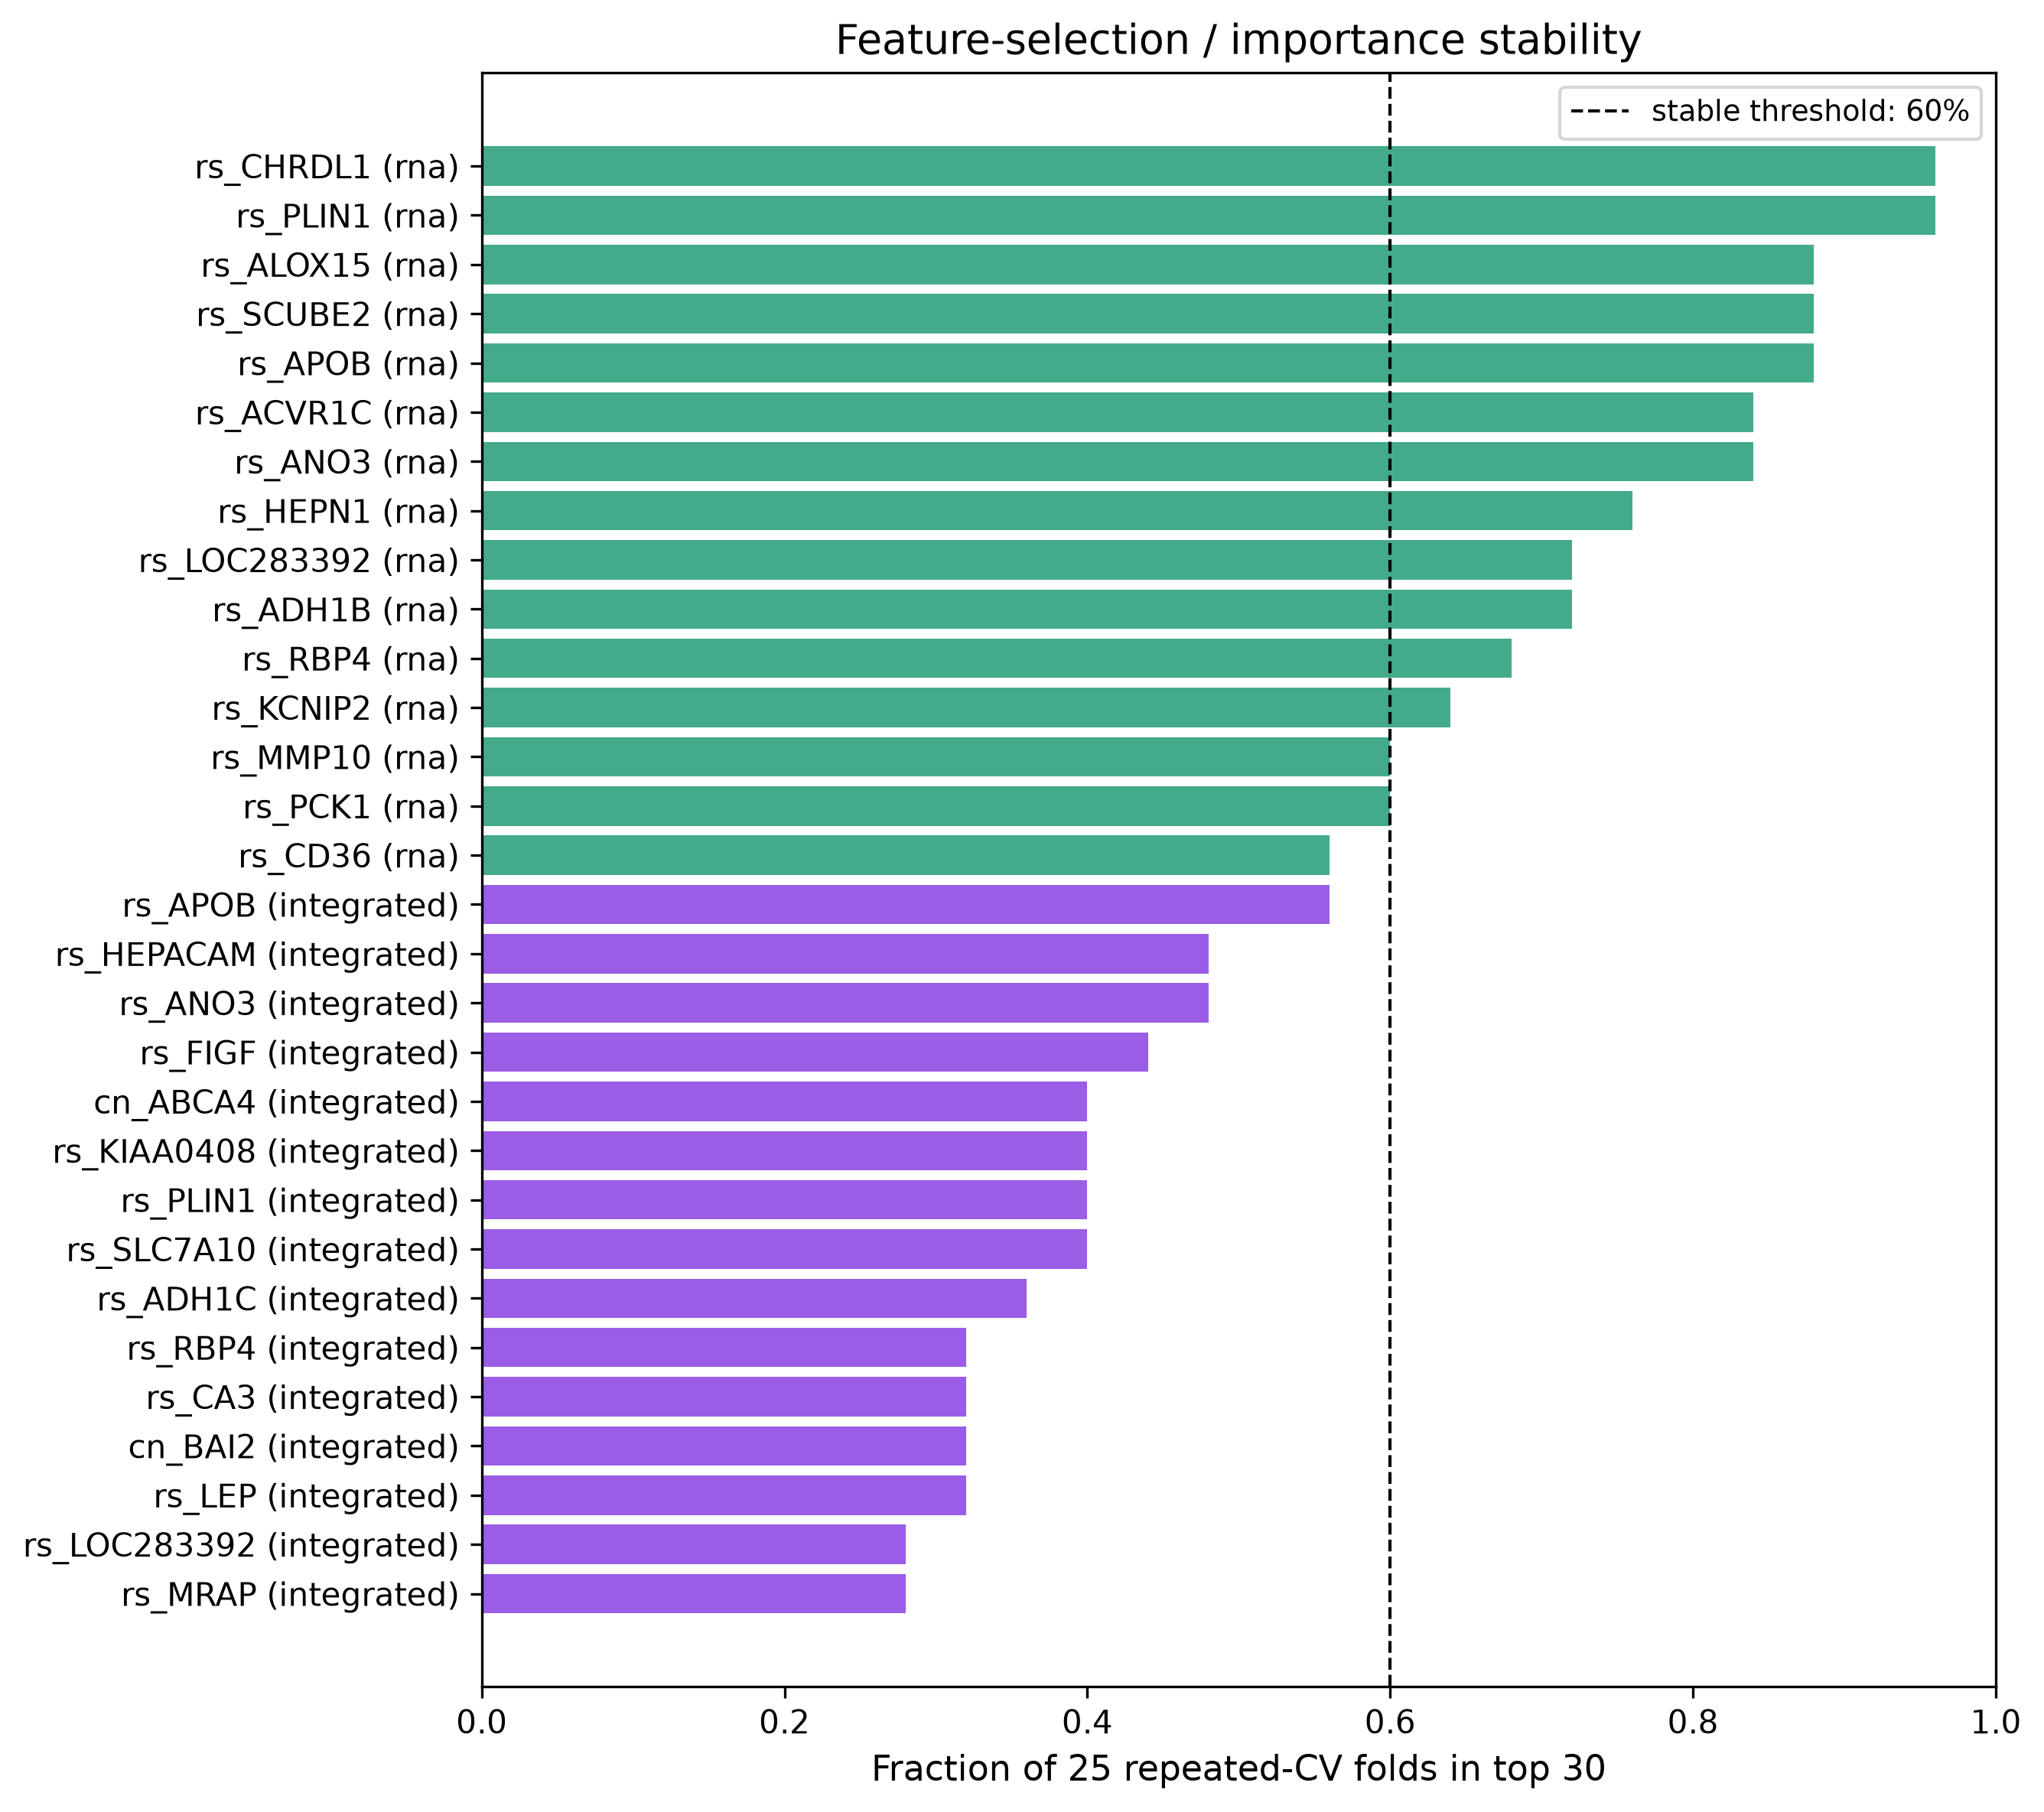 Feature-selection / importance stability
stable threshold: 60%
rs_CHRDL1 (rna)
rs_PLIN1 (rna)
rs_ALOX15 (rna)
rs_SCUBE2 (rna)
rs_APOB (rna)
rs_ACVR1C (rna)
rs_ANO3 (rna)
rs_HEPN1 (rna)
rs_LOC283392 (rna)
rs_ADH1B (rna)
rs_RBP4 (rna)
rs_KCNIP2 (rna)
rs_MMP10 (rna)
rs_PCK1 (rna)
rs_CD36 (rna)
rs_APOB (integrated)
rs_HEPACAM (integrated)
rs_ANO3 (integrated)
rs_FIGF (integrated)
cn_ABCA4 (integrated)
rs_KIAA0408 (integrated)
rs_PLIN1 (integrated)
rs_SLC7A10 (integrated)
rs_ADH1C (integrated)
rs_RBP4 (integrated)
rs_CA3 (integrated)
cn_BAI2 (integrated)
rs_LEP (integrated)
rs_LOC283392 (integrated)
rs_MRAP (integrated)
0.0 0.2 0.4 0.6 0.8 1.0
Fraction of 25 repeated-CV folds in top 30